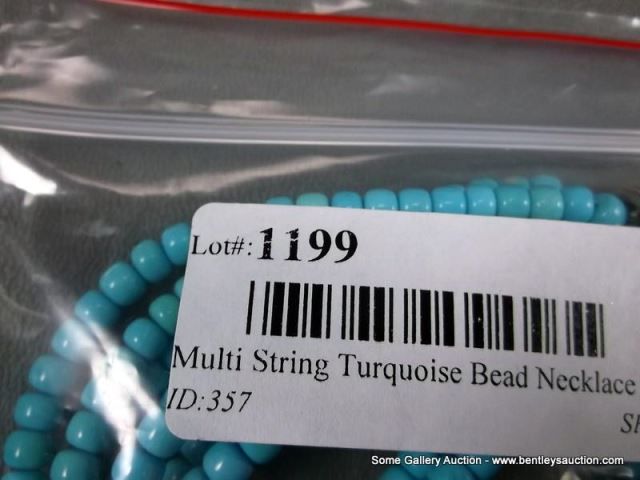 Lot#: 1199
Multi String Turquoise Bead Necklace
ID:357
Some Gallery Auction - www.bentleysauction.com